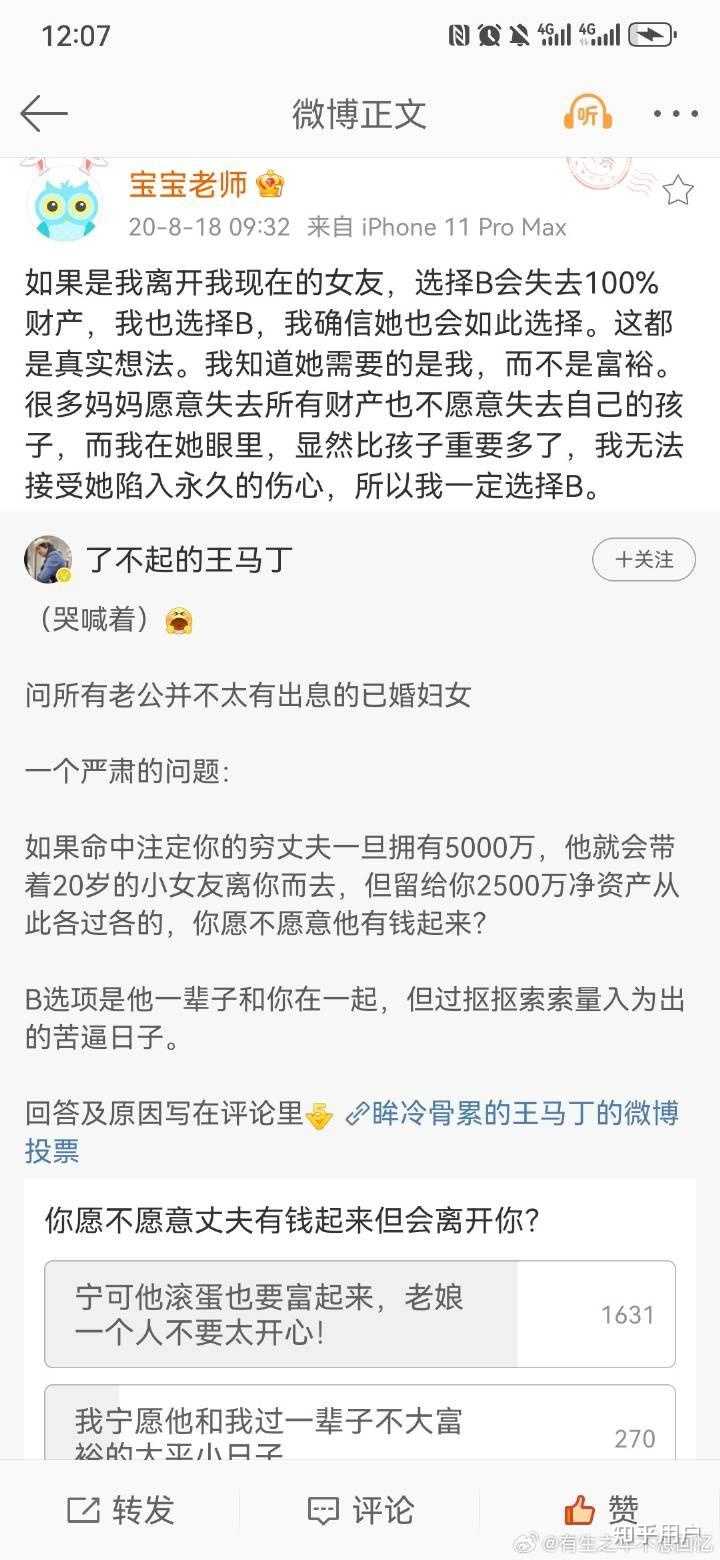 12:07
4G 4G
微博正文
听
宝宝老师
20-8-18 09:32 来自 iPhone 11 Pro Max
如果是我离开我现在的女友，选择B会失去100%
财产，我也选择B，我确信她也会如此选择。这都
是真实想法。我知道她需要的是我，而不是富裕。
很多妈妈愿意失去所有财产也不愿意失去自己的孩
子，而我在她眼里，显然比孩子重要多了，我无法
接受她陷入永久的伤心，所以我一定选择B。
了不起的王马丁
+关注
（哭喊着）
问所有老公并不太有出息的已婚妇女
一个严肃的问题：
如果命中注定你的穷丈夫一旦拥有5000万，他就会带
着20岁的小女友离你而去，但留给你2500万净资产从
此各过各的，你愿不愿意他有钱起来？
B选项是他一辈子和你在一起，但过抠抠索索量入为出
的苦逼日子。
回答及原因写在评论里 眸冷骨累的王马丁的微博
投票
你愿不愿意丈夫有钱起来但会离开你？
宁可他滚蛋也要富起来，老娘
一个人不要太开心！
1631
我宁愿他和我过一辈子不大富
裕的太平小日子
270
转发
评论
赞
知乎用户
@有生之年不想回忆